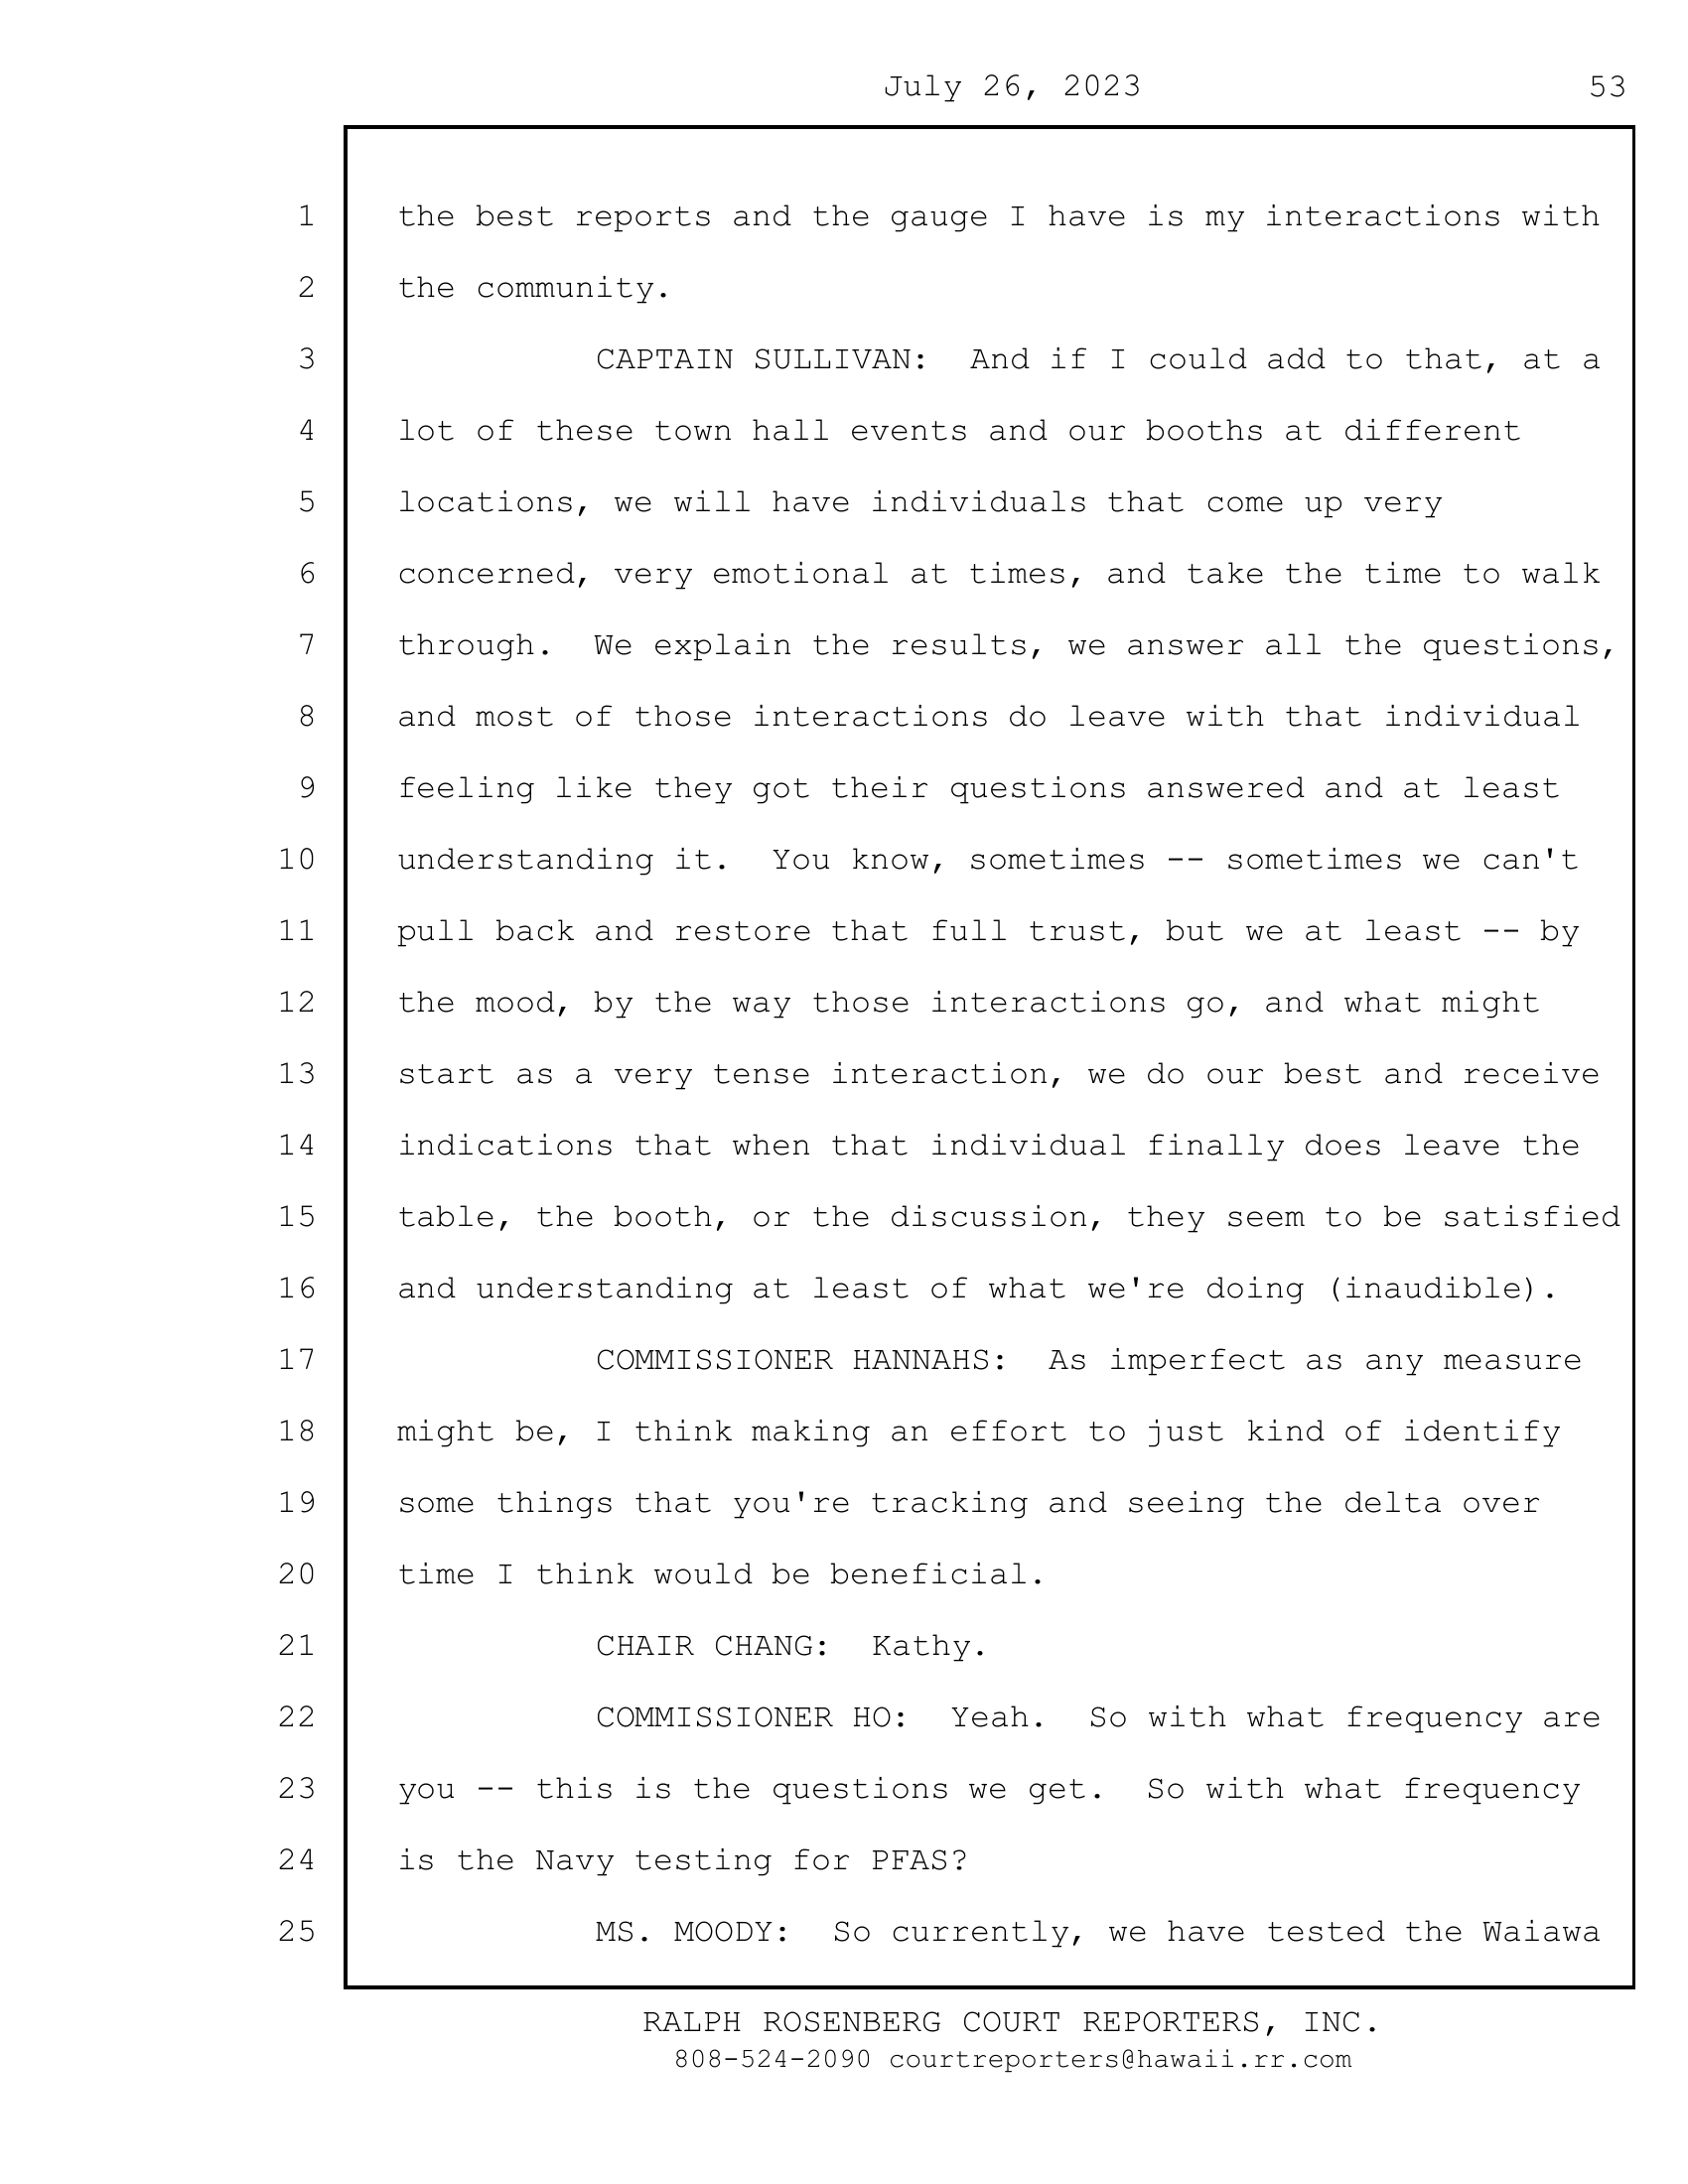 July 26, 2023 53
1 the best reports and the gauge I have is my interactions with
2 the community.
3 CAPTAIN SULLIVAN:  And if I could add to that, at a
4 lot of these town hall events and our booths at different
5 locations, we will have individuals that come up very
6 concerned, very emotional at times, and take the time to walk
7 through.  We explain the results, we answer all the questions,
8 and most of those interactions do leave with that individual
9 feeling like they got their questions answered and at least
10 understanding it.  You know, sometimes -- sometimes we can't
11 pull back and restore that full trust, but we at least -- by
12 the mood, by the way those interactions go, and what might
13 start as a very tense interaction, we do our best and receive
14 indications that when that individual finally does leave the
15 table, the booth, or the discussion, they seem to be satisfied
16 and understanding at least of what we're doing (inaudible).
17 COMMISSIONER HANNAHS:  As imperfect as any measure
18 might be, I think making an effort to just kind of identify
19 some things that you're tracking and seeing the delta over
20 time I think would be beneficial.
21 CHAIR CHANG:  Kathy.
22 COMMISSIONER HO:  Yeah.  So with what frequency are
23 you -- this is the questions we get.  So with what frequency
24 is the Navy testing for PFAS?
25 MS. MOODY:  So currently, we have tested the Waiawa
RALPH ROSENBERG COURT REPORTERS, INC.
808-524-2090 courtreporters@hawaii.rr.com